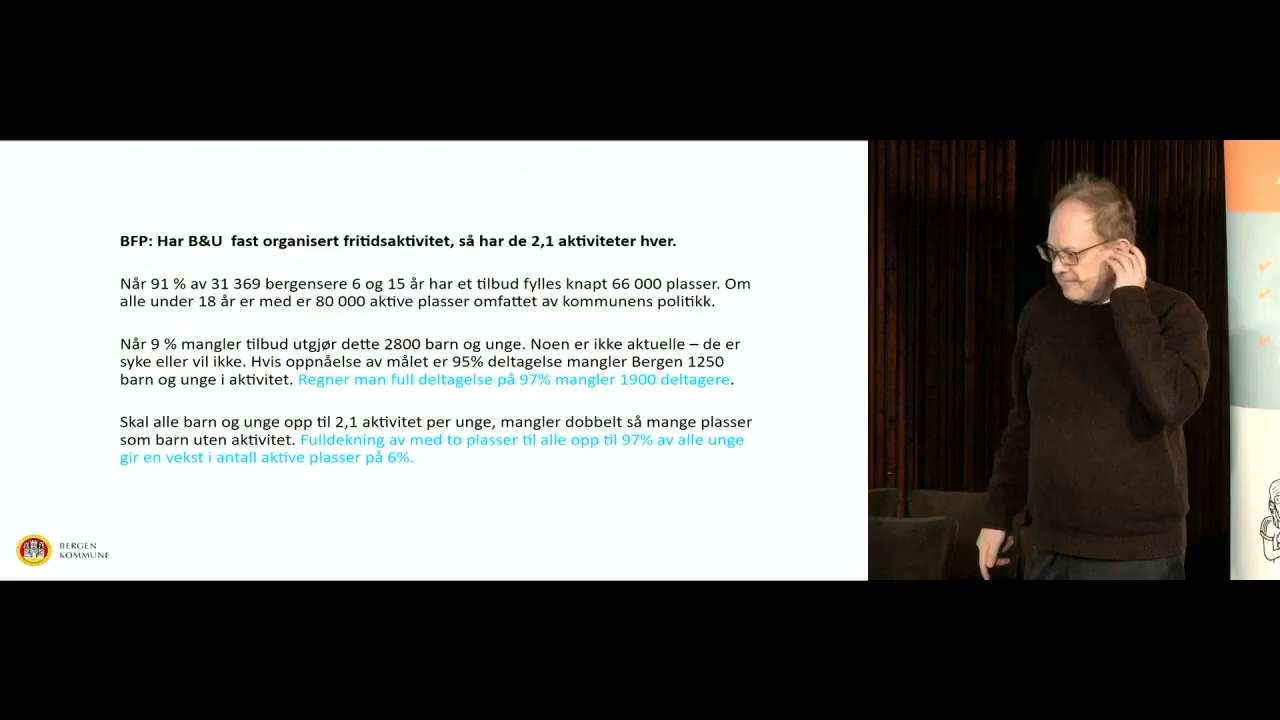 BFP: Har B&U  fast organisert fritidsaktivitet, så har de 2,1 aktiviteter hver.
Når 91 % av 31 369 bergensere 6 og 15 år har et tilbud fylles knapt 66 000 plasser. Om
alle under 18 år er med er 80 000 aktive plasser omfattet av kommunens politikk.
Når 9 % mangler tilbud utgjør dette 2800 barn og unge. Noen er ikke aktuelle – de er
syke eller vil ikke. Hvis oppnåelse av målet er 95% deltagelse mangler Bergen 1250
barn og unge i aktivitet. Regner man full deltagelse på 97% mangler 1900 deltagere.
Skal alle barn og unge opp til 2,1 aktivitet per unge, mangler dobbelt så mange plasser
som barn uten aktivitet. Fulldekning av med to plasser til alle opp til 97% av alle unge
gir en vekst i antall aktive plasser på 6%.
BERGEN
KOMMUNE